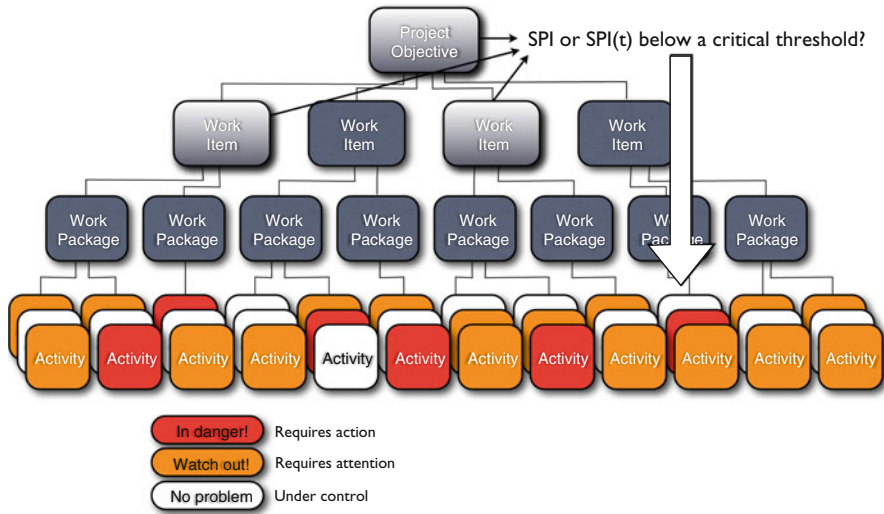 Project
Objective
SPI or SPI(t) below a critical threshold?
Work
Item
Work
Item
Work
Item
Work
Item
Work
Package
Work
Package
Work
Package
Work
Package
Work
Package
Work
Package
Work
Package
Work
Package
Activity
Activity
Activity
Activity
Activity
Activity
Activity
Activity
Activity
Activity
Activity
Activity
In danger! Requires action
Watch out! Requires attention
No problem Under control